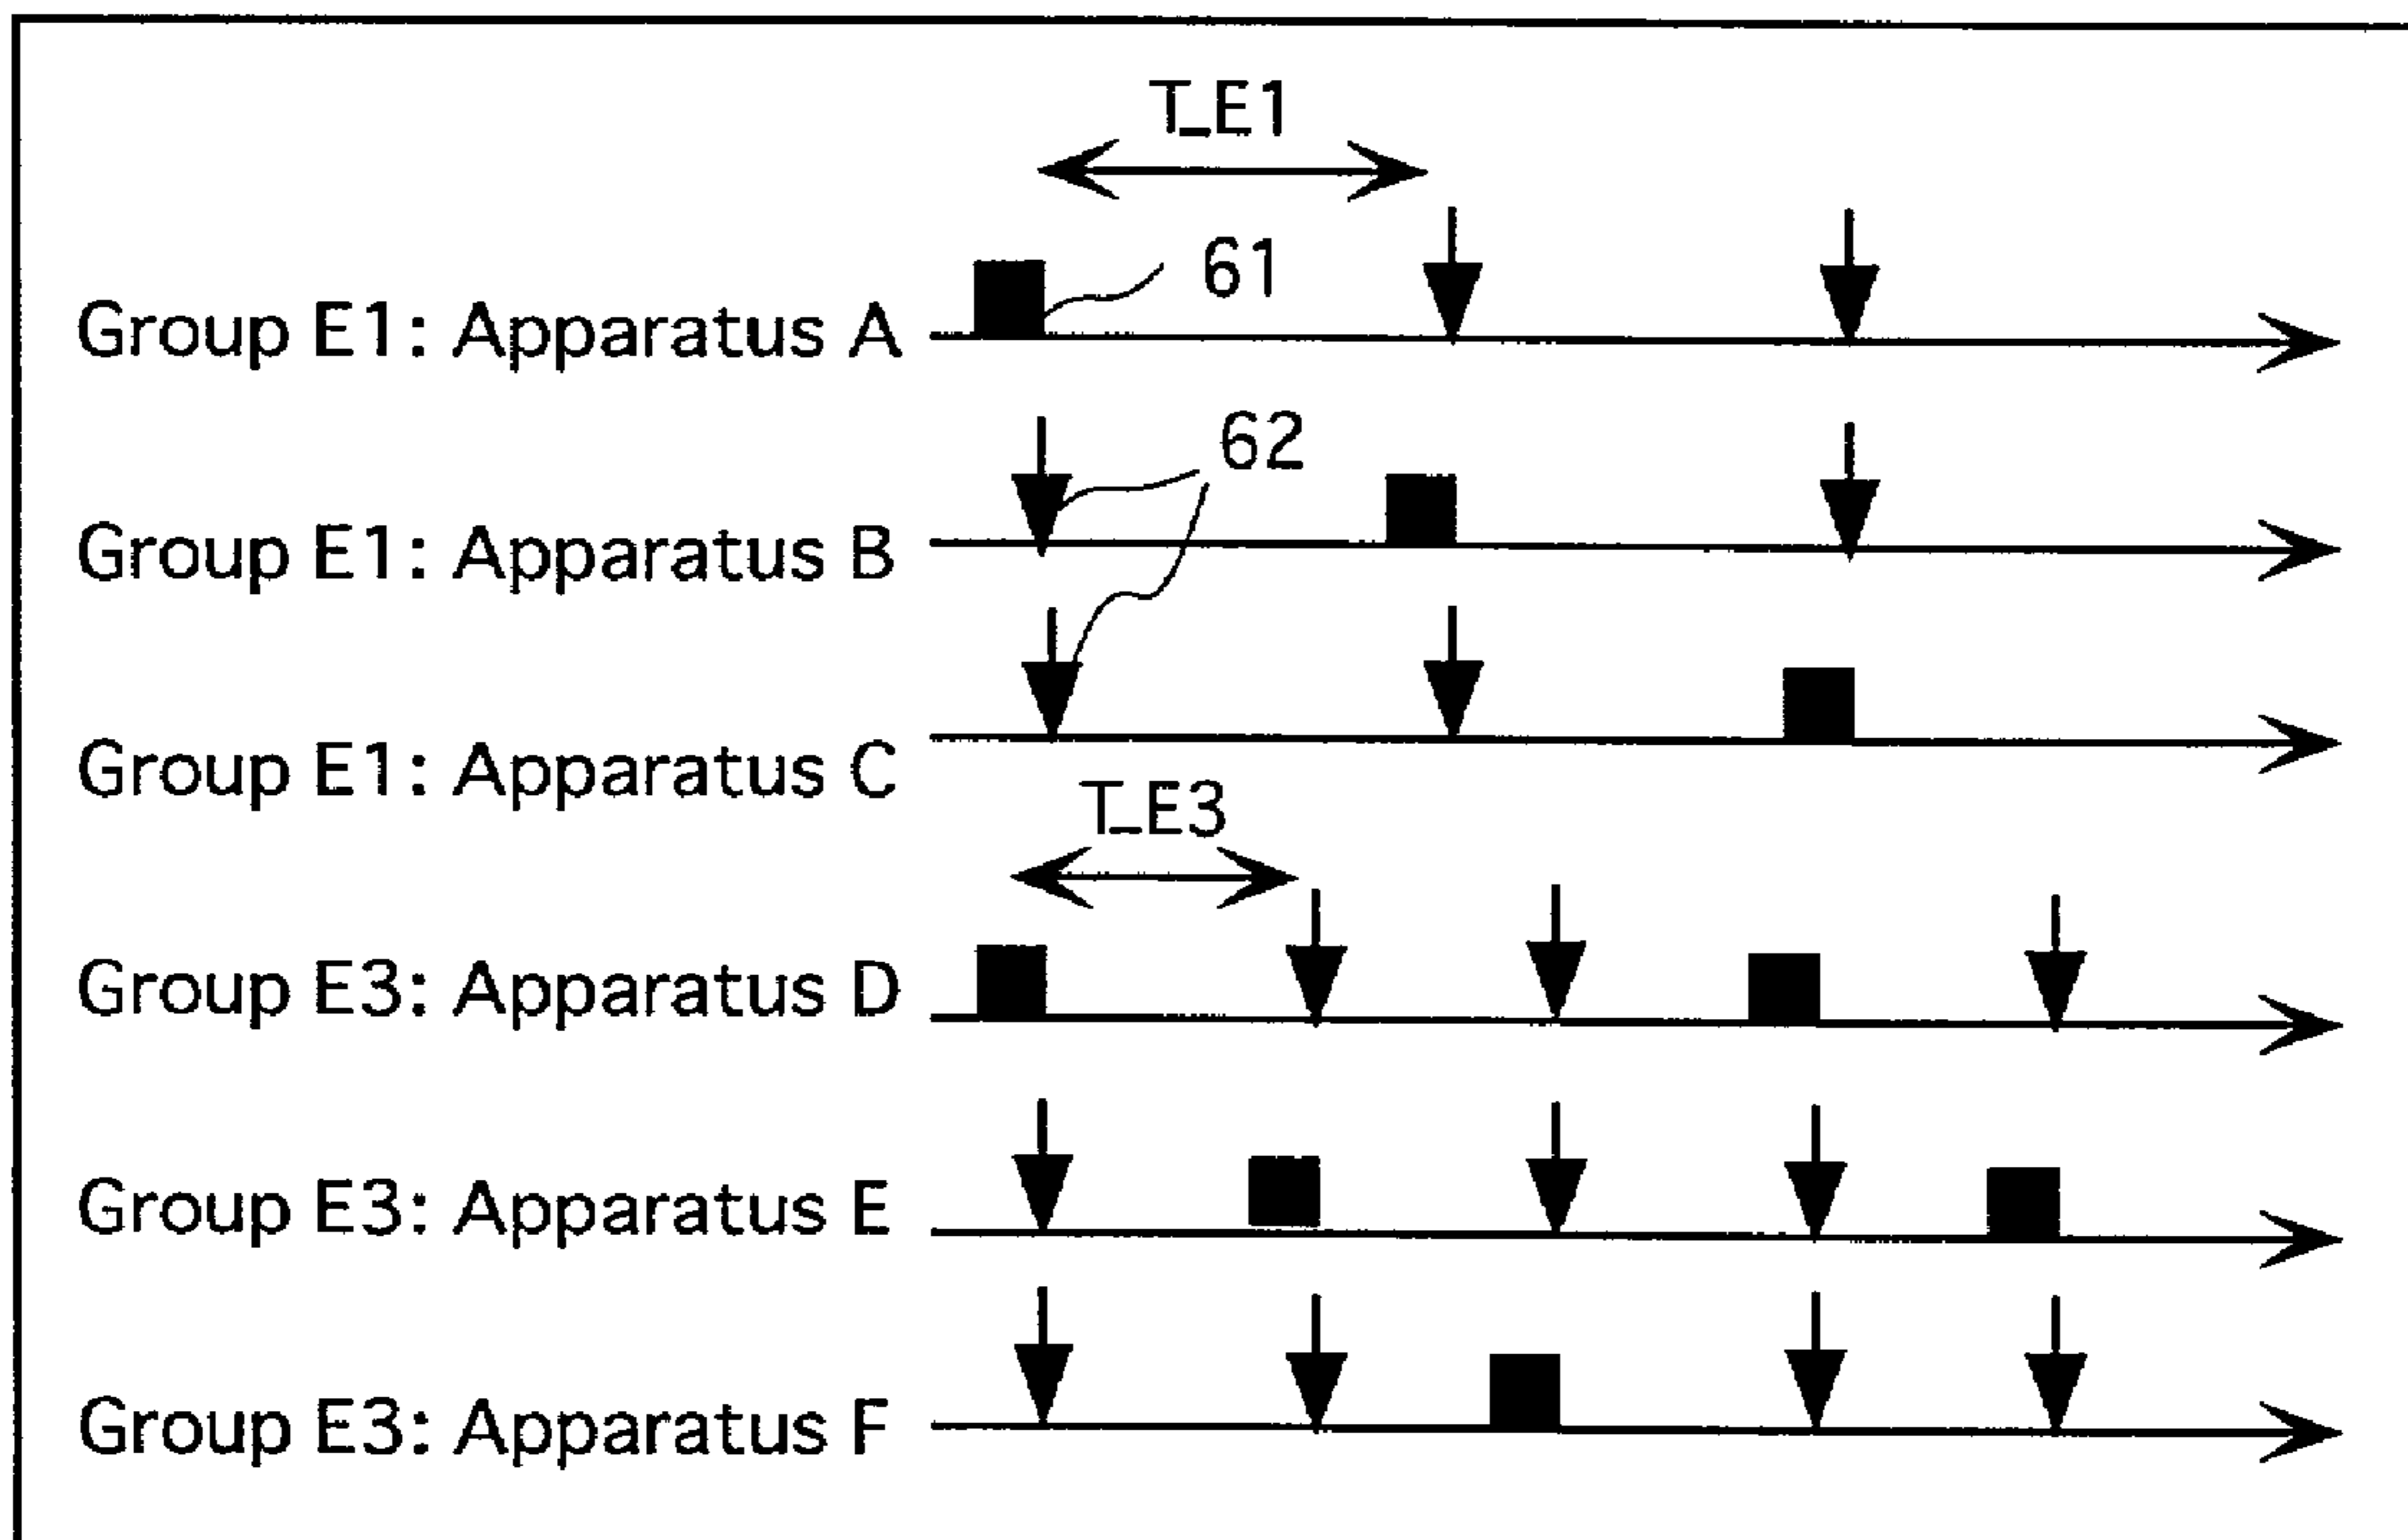 T_E1
61
Group E1: Apparatus A
62
Group E1: Apparatus B
Group E1: Apparatus C
T_E3
Group E3: Apparatus D
Group E3: Apparatus E
Group E3: Apparatus F